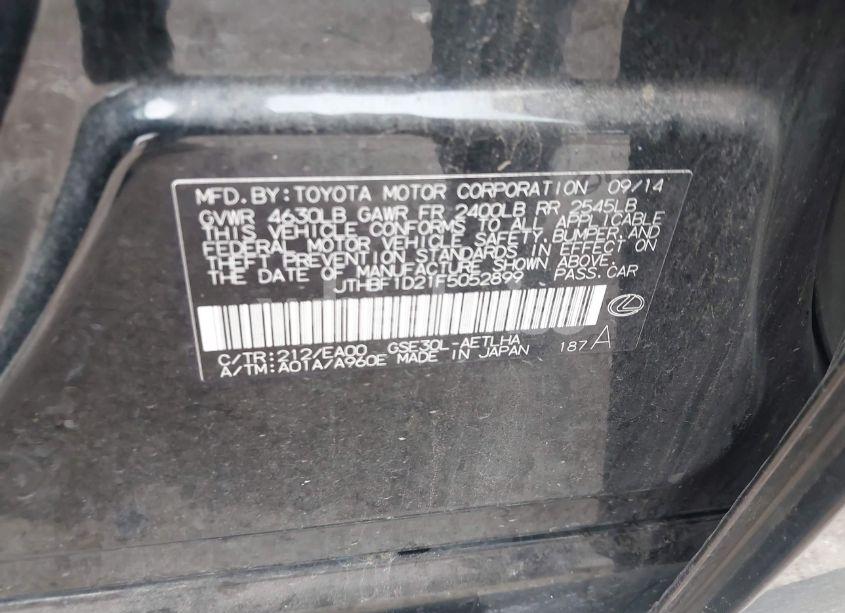 MFD. BY: TOYOTA MOTOR CORPORATION 09/14
GVWR 4630LB GAWR FR 2400LB RR 2545LB
THIS VEHICLE CONFORMS TO ALL APPLICABLE
FEDERAL MOTOR VEHICLE SAFETY, BUMPER, AND
THEFT PREVENTION STANDARDS IN EFFECT ON
THE DATE OF MANUFACTURE SHOWN ABOVE.
JTHBF1D21F5052899 PASS. CAR
C/TR: 212/EA00 GSE30L-AETLHA
A/TM: A01A/A960E MADE IN JAPAN 187 A